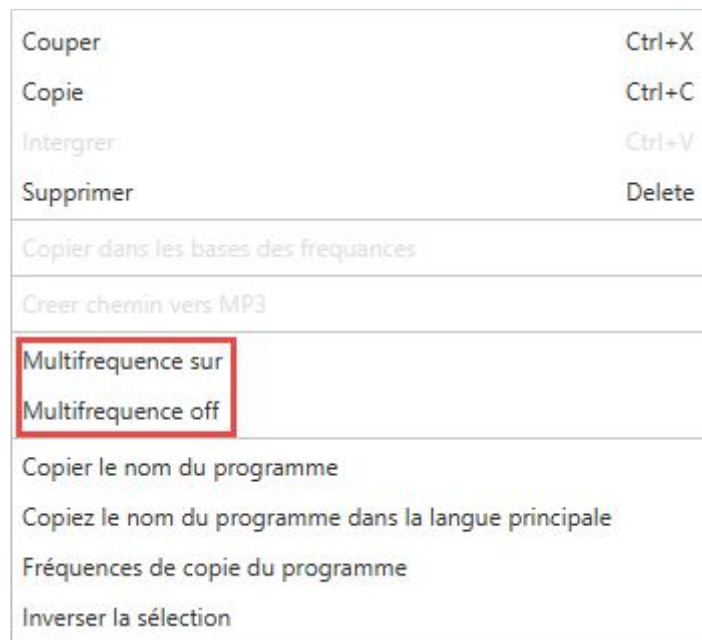 Couper Ctrl+X
Copie Ctrl+C
Intergrer Ctrl+V
Supprimer Delete
Copier dans les bases des frequances
Creer chemin vers MP3
Multifrequence sur
Multifrequence off
Copier le nom du programme
Copiez le nom du programme dans la langue principale
Fréquences de copie du programme
Inverser la sélection